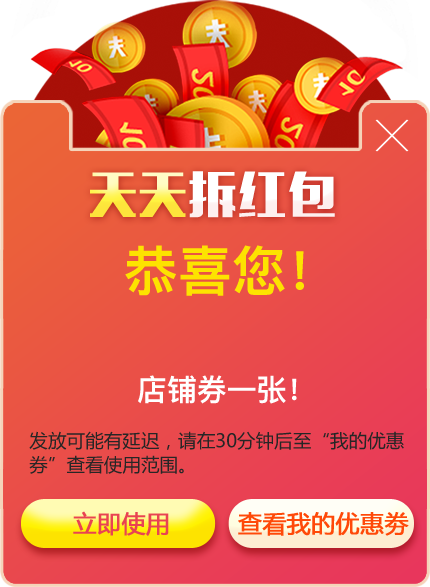 天天拆红包
恭喜您！
店铺券一张！
发放可能有延迟，请在30分钟后至“我的优惠
券”查看使用范围。
立即使用
查看我的优惠券